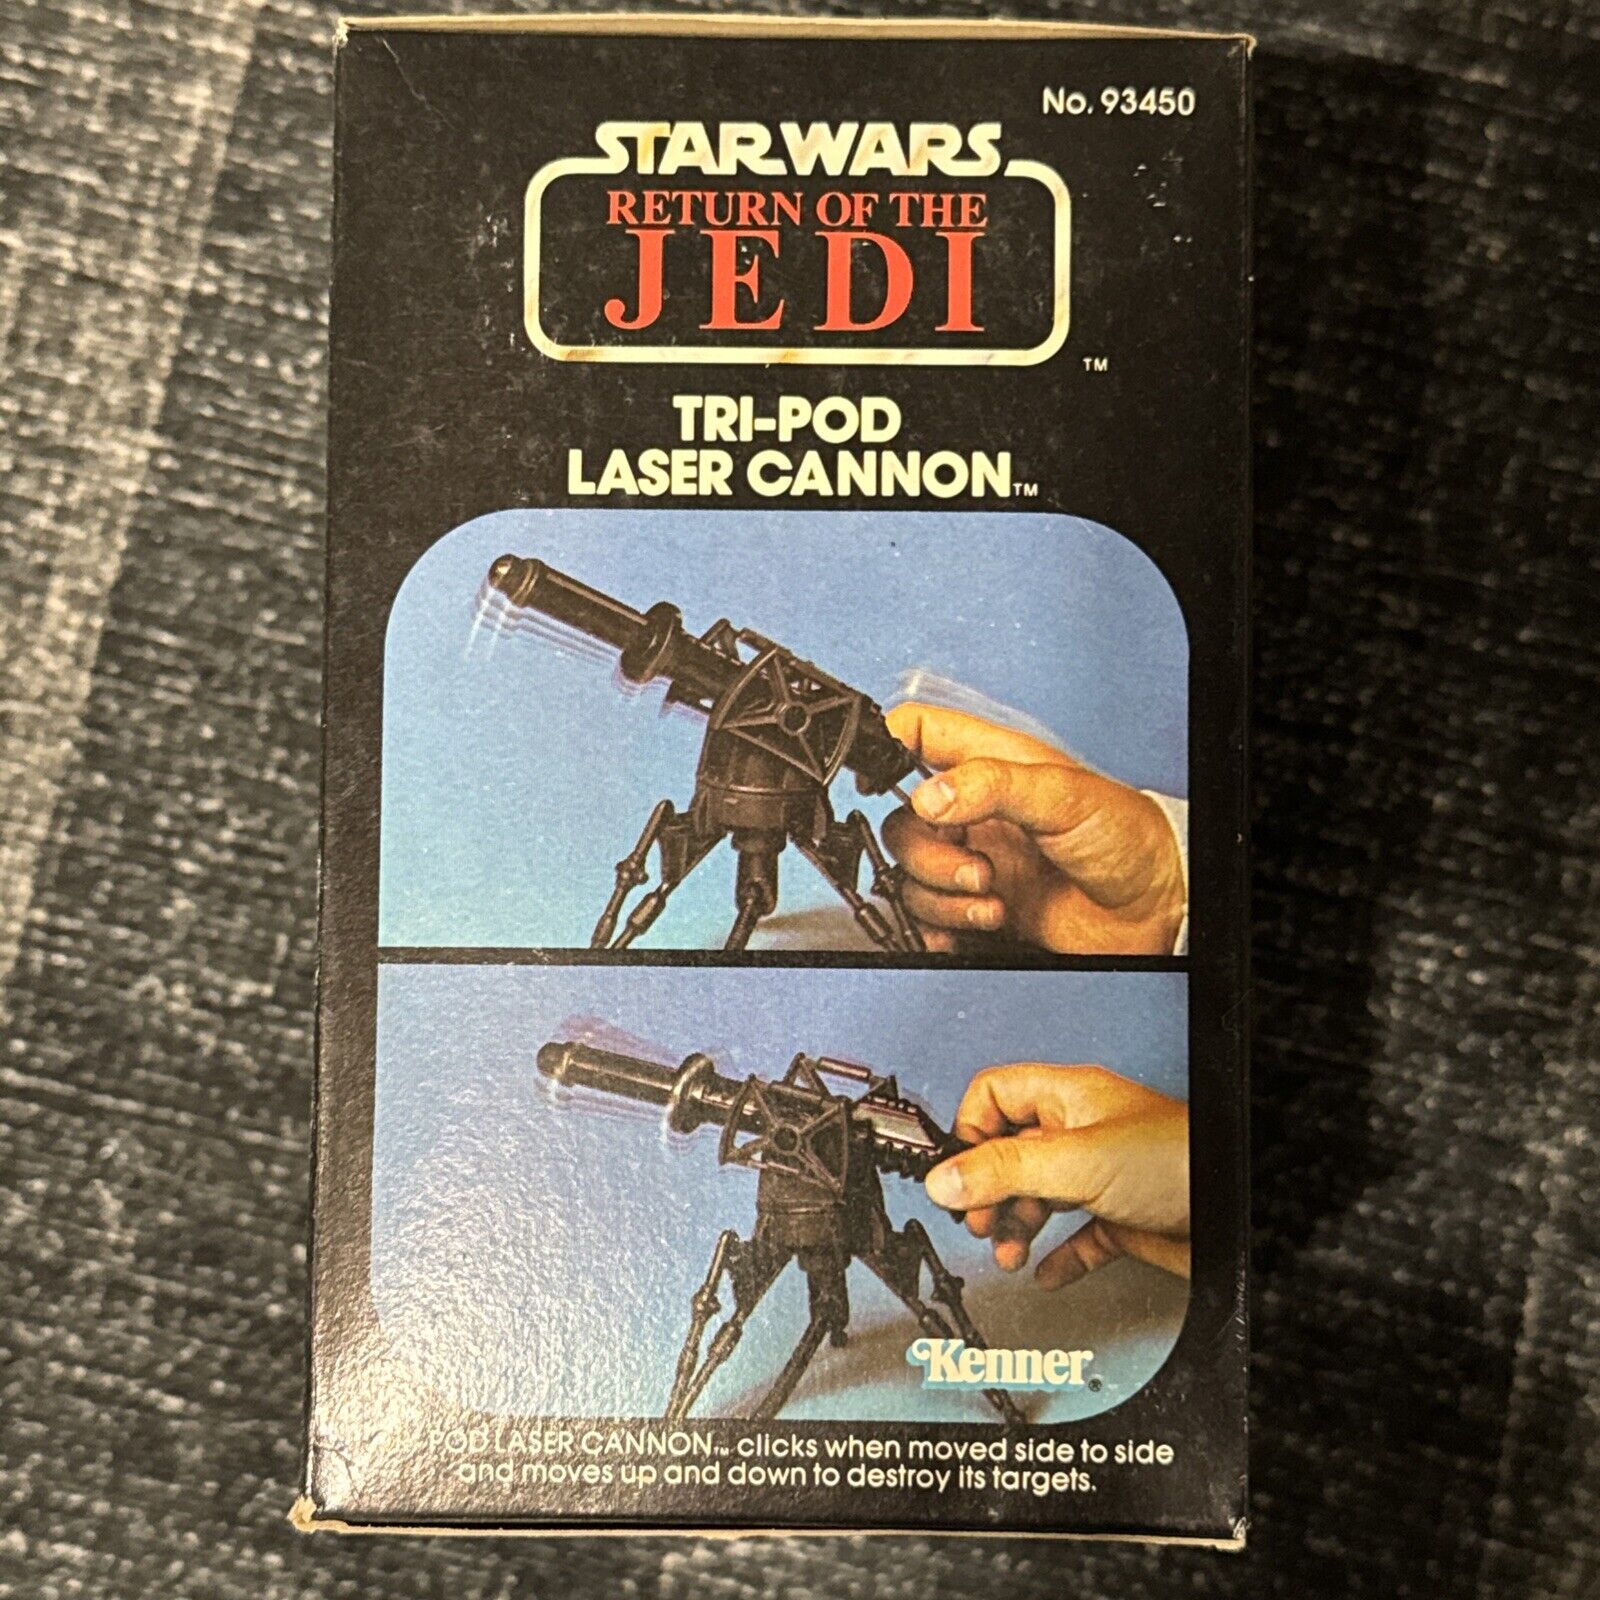 No. 93450
STAR WARS
RETURN OF THE
JEDI
TM
TRI-POD
LASER CANNON TM
Kenner ®
POD LASER CANNON TM clicks when moved side to side
and moves up and down to destroy its targets.